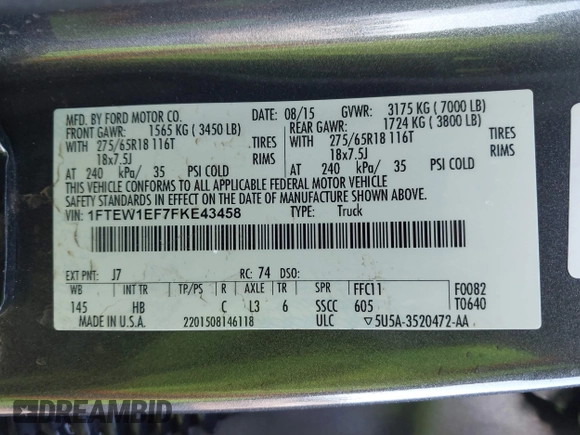 MFD. BY FORD MOTOR CO.
DATE: 08/15 GVWR: 3175 KG ( 7000 LB)
FRONT GAWR: 1565 KG ( 3450 LB) REAR GAWR: 1724 KG ( 3800 LB)
WITH 275/65R18 116T TIRES WITH 275/65R18 116T TIRES
18x7.5J RIMS 18x7.5J RIMS
AT 240 kPa/ 35 PSI COLD AT 240 kPa/ 35 PSI COLD
THIS VEHICLE CONFORMS TO ALL APPLICABLE FEDERAL MOTOR VEHICLE
SAFETY STANDARDS IN EFFECT ON THE DATE OF MANUFACTURE SHOWN ABOVE.
VIN: 1FTEW1EF7FKE43458 TYPE: Truck
EXT PNT: J7 RC: 74 DSO:
WB INT TR TP/PS R AXLE TR SPR FFC11 F0082
145 HB C L3 6 SSCC 605 T0640
MADE IN U.S.A. 2201508146118 ULC ▽5U5A-3520472-AA
DREAMBID